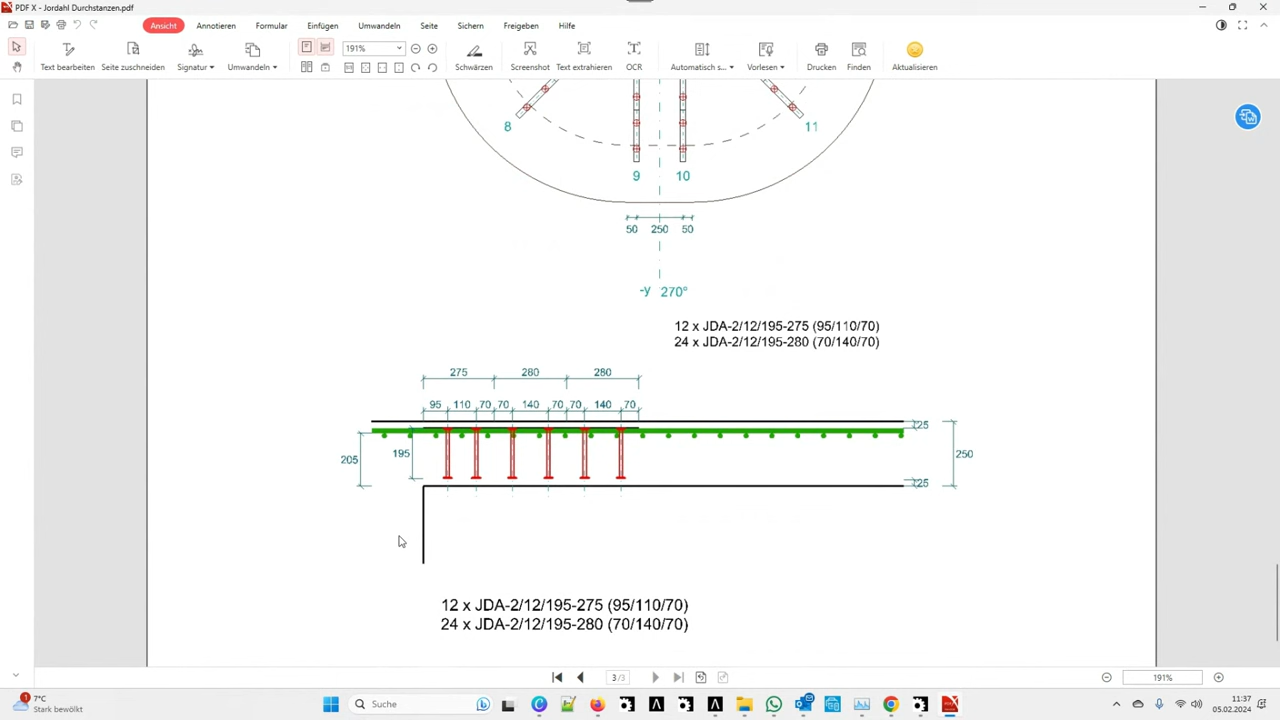 PDF X - Jordahl Durchstanzen.pdf
Ansicht Annotieren Formular Einfügen Umwandeln Seite Sichern Freigeben Hilfe
191%
Text bearbeiten Seite zuschneiden Signatur Umwandeln Schwärzen Screenshot Text extrahieren OCR Automatisch s... Vorlesen Drucken Finden Aktualisieren
8
11
9 10
50 250 50
-y 270°
12 x JDA-2/12/195-275 (95/110/70)
24 x JDA-2/12/195-280 (70/140/70)
275 280 280
95 110 70 70 140 70 70 140 70
25
205 195 250
25
12 x JDA-2/12/195-275 (95/110/70)
24 x JDA-2/12/195-280 (70/140/70)
3/3
191%
1
7°C
Stark bewölkt
Suche
11:37
05.02.2024